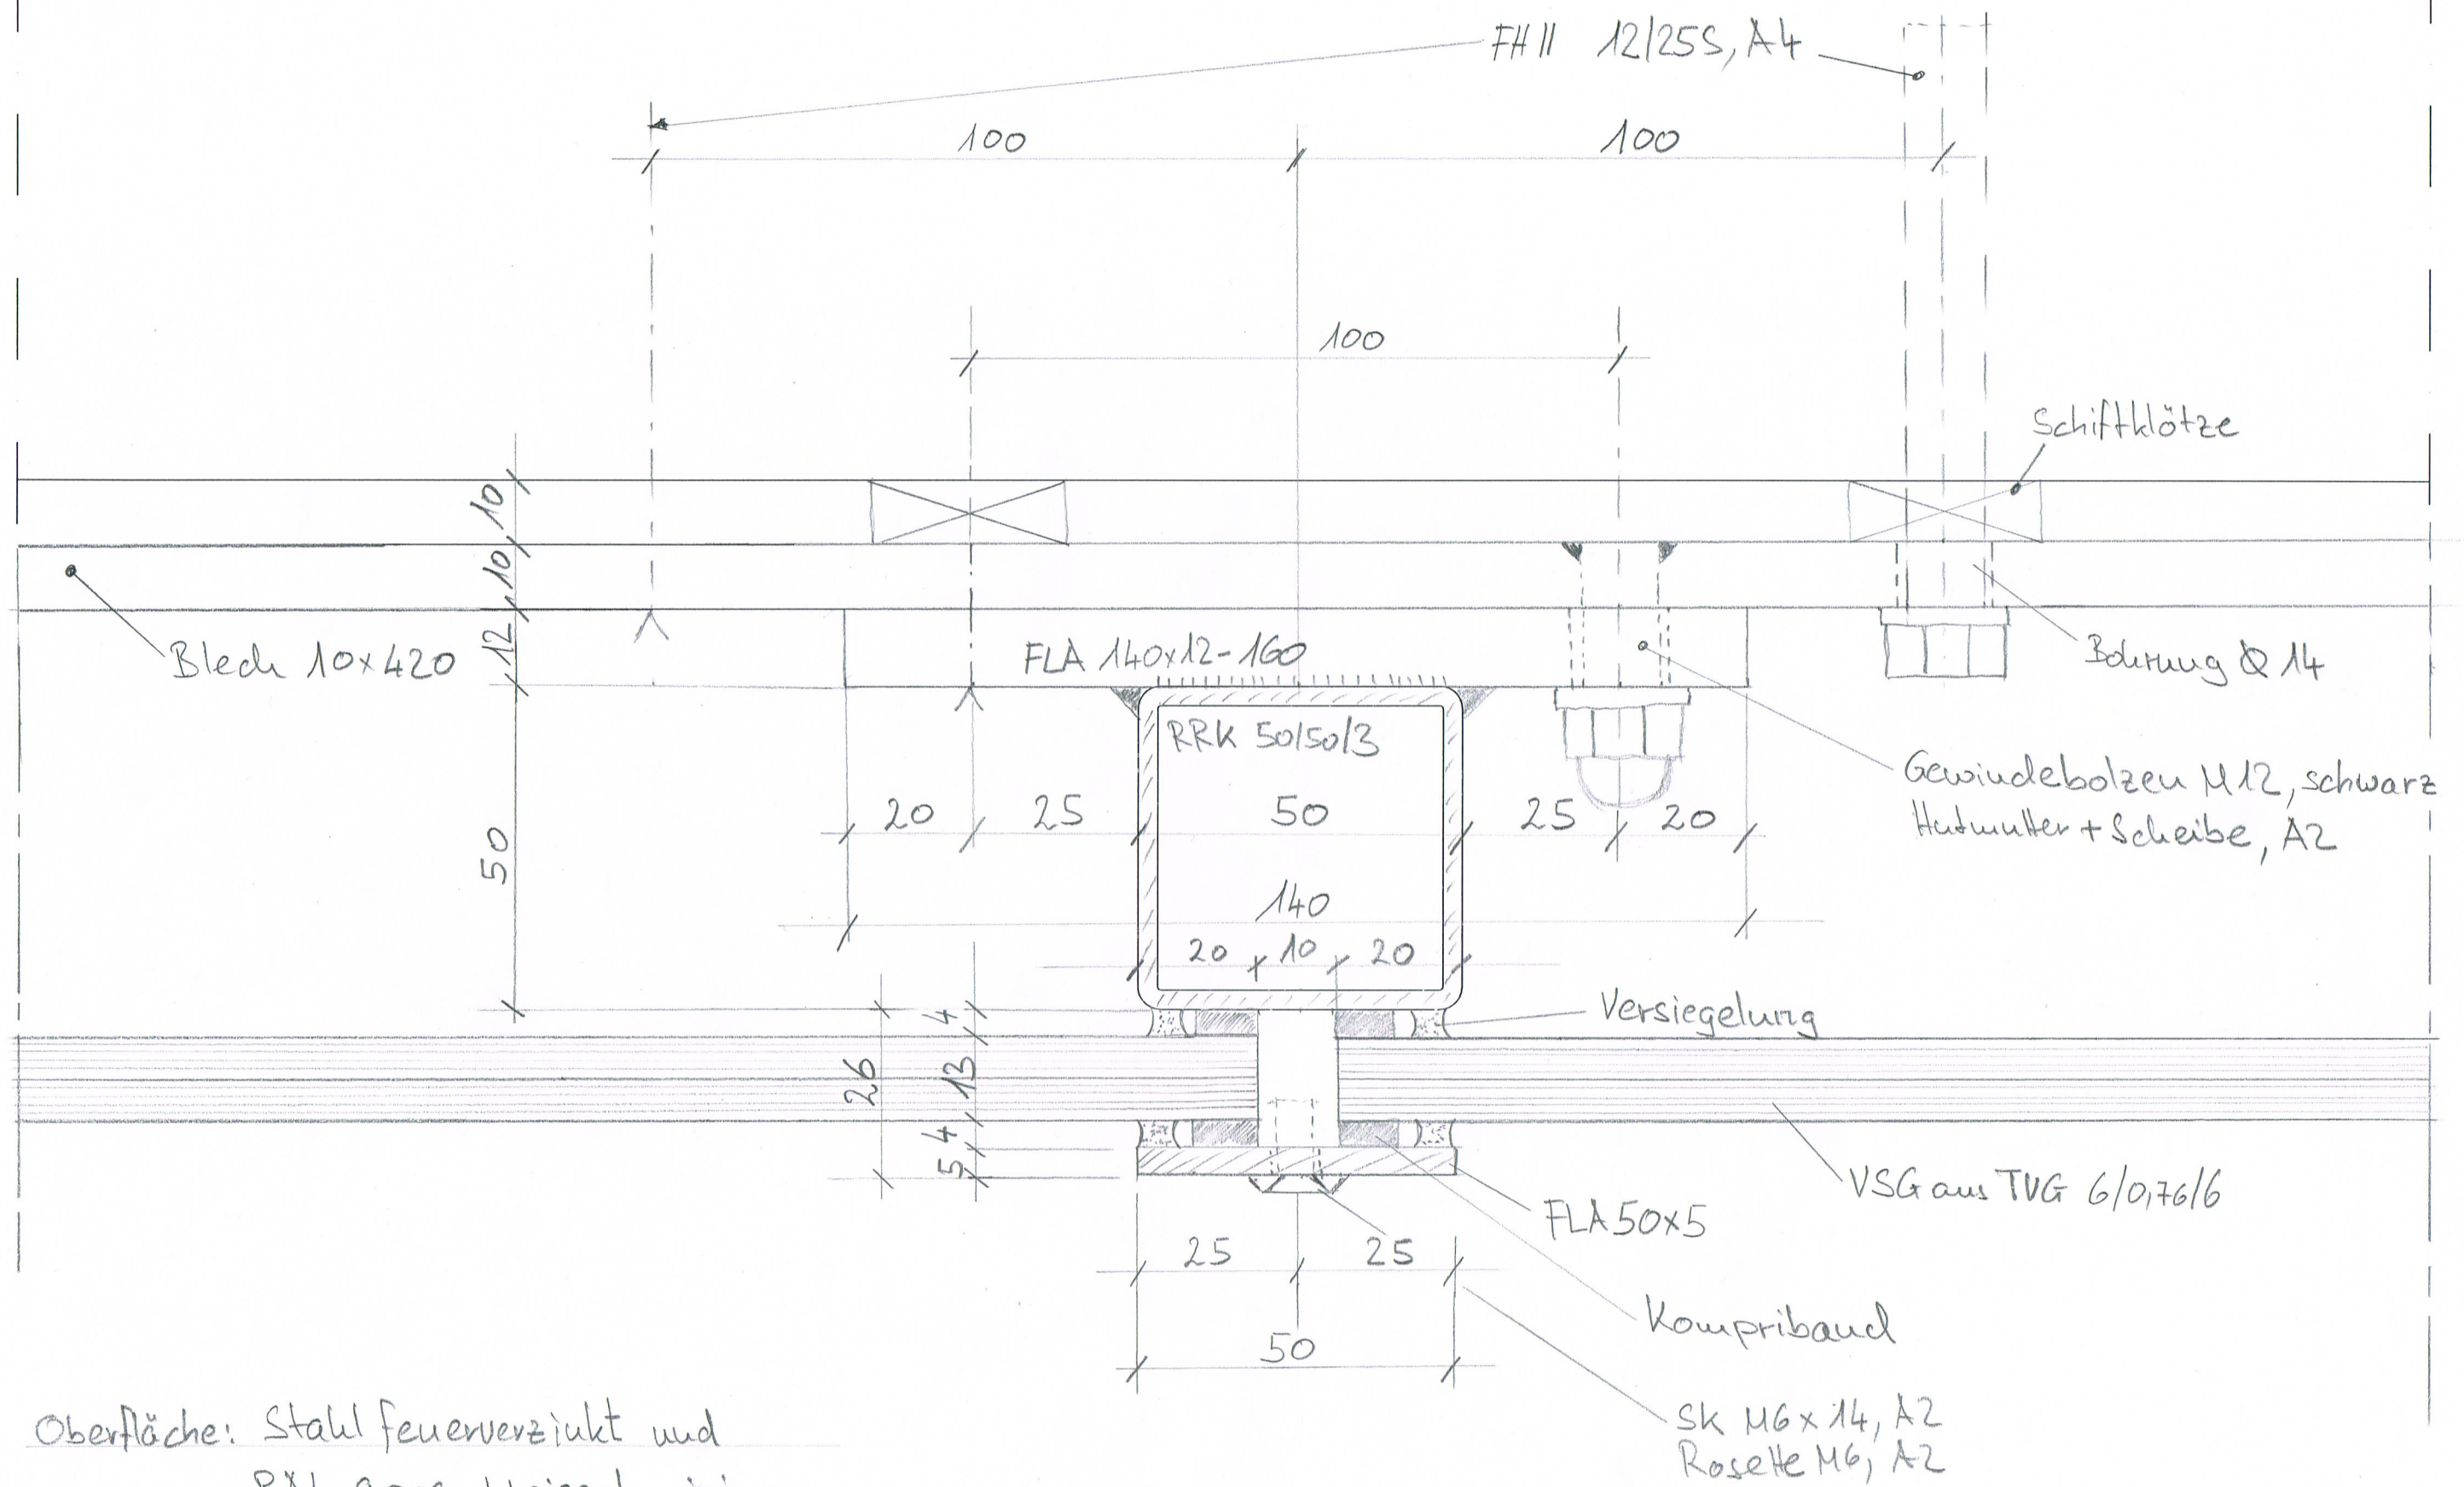 FH II 12/25S, A4
100
100
100
Schiftklötze
10
10
12
50
Blech 10x420
FLA 140x12-160
Bohrung Ø 14
RRK 50/50/3
Gewindebolzen M12, schwarz
Hutmutter + Scheibe, A2
20
25
50
25
20
140
20
10
20
Versiegelung
26
4
13
4
5
VSG aus TVG 6/0,76/6
FLA 50x5
25
25
Kompriband
50
SK M6 x 14, A2
Rosette M6, A2
Oberfläche: Stahl feuerverzinkt und